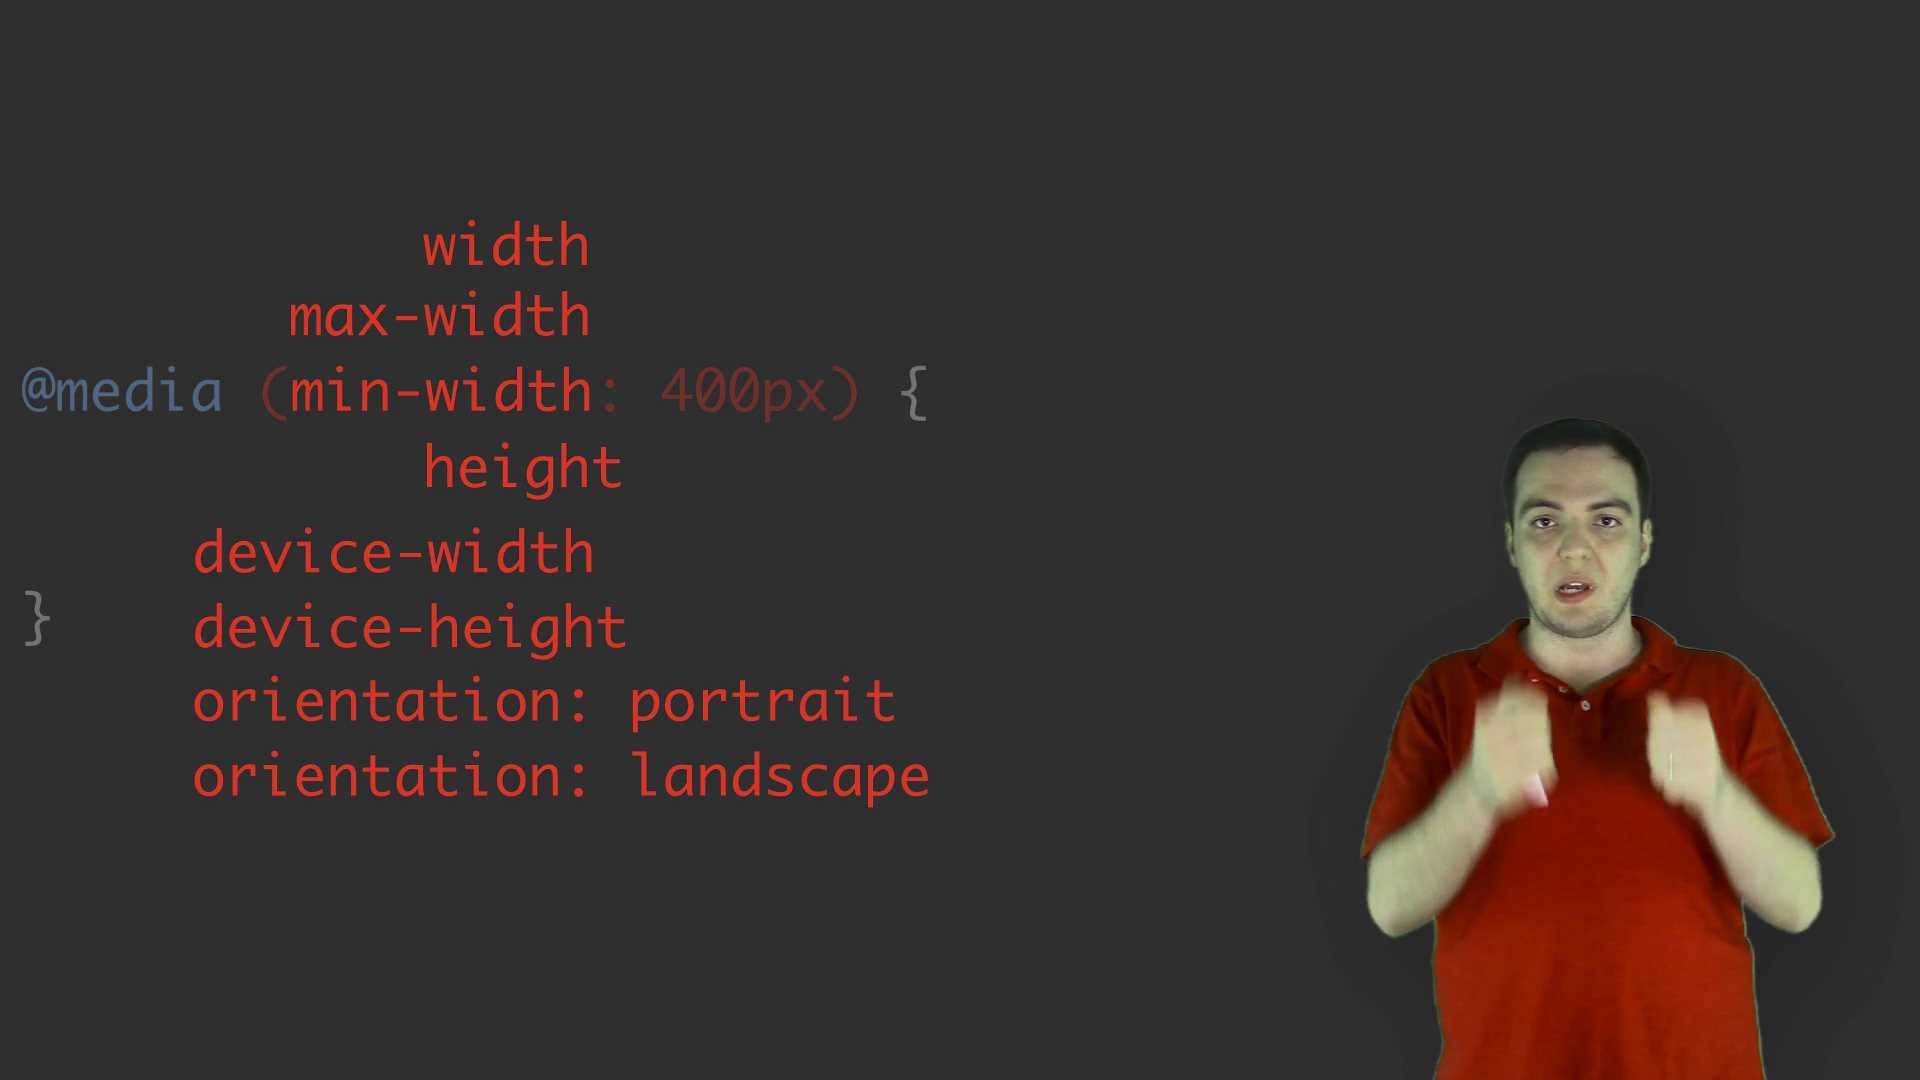 width
max-width
@media (min-width: 400px) {
height
device-width
}
device-height
orientation: portrait
orientation: landscape